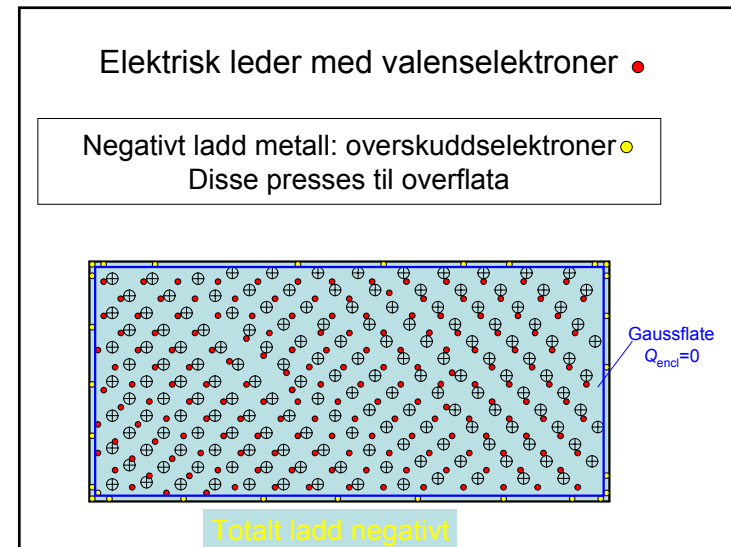 Elektrisk leder med valenselektroner
Negativt ladd metall: overskuddselektroner
Disse presses til overflata
Gaussflate
Qencl=0
Totalt ladd negativt